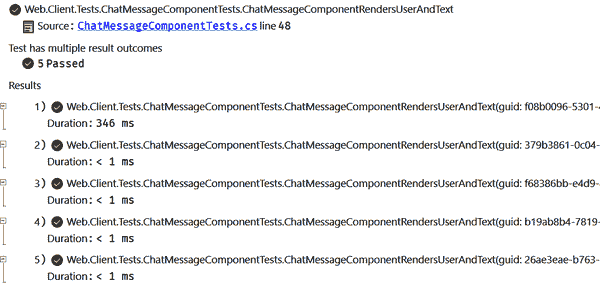 Web.Client.Tests.ChatMessageComponentTests.ChatMessageComponentRendersUserAndText
Source: ChatMessageComponentTests.cs line 48
Test has multiple result outcomes
5 Passed
Results
1) Web.Client.Tests.ChatMessageComponentTests.ChatMessageComponentRendersUserAndText(guid: f08b0096-5301-
Duration: 346 ms
2) Web.Client.Tests.ChatMessageComponentTests.ChatMessageComponentRendersUserAndText(guid: 379b3861-0c04-
Duration: < 1 ms
3) Web.Client.Tests.ChatMessageComponentTests.ChatMessageComponentRendersUserAndText(guid: f68386bb-e4d9-
Duration: < 1 ms
4) Web.Client.Tests.ChatMessageComponentTests.ChatMessageComponentRendersUserAndText(guid: b19ab8b4-7819-
Duration: < 1 ms
5) Web.Client.Tests.ChatMessageComponentTests.ChatMessageComponentRendersUserAndText(guid: 26ae3eae-b763-
Duration: < 1 ms